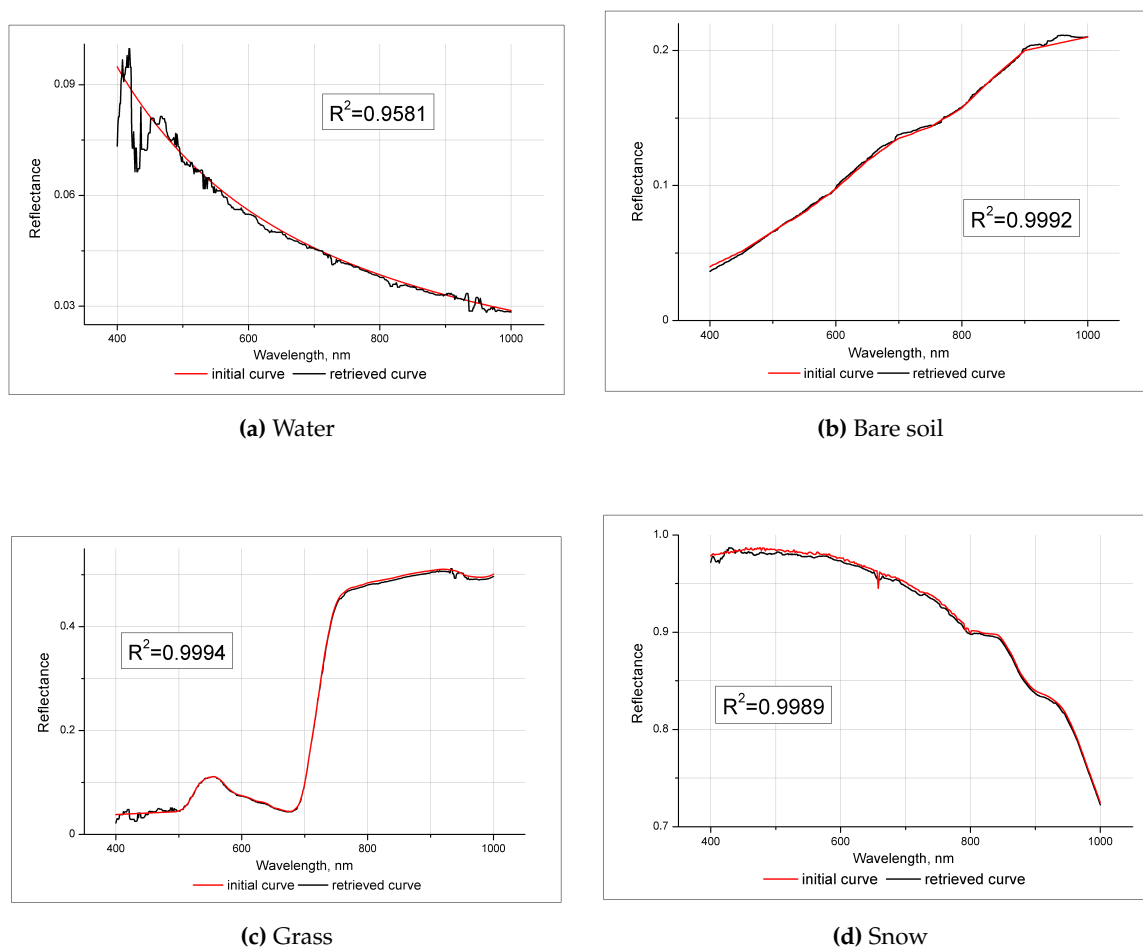 0.09
0.06
0.03
Reflectance
R²=0.9581
400
600
800
1000
Wavelength, nm
initial curve retrieved curve
(a) Water
0.2
0.1
0
Reflectance
R²=0.9992
400
600
800
1000
Wavelength, nm
initial curve retrieved curve
(b) Bare soil
0.4
0.2
0
Reflectance
R²=0.9994
400
600
800
1000
Wavelength, nm
initial curve retrieved curve
(c) Grass
1.0
0.9
0.8
0.7
Reflectance
R²=0.9989
400
600
800
1000
Wavelength, nm
initial curve retrieved curve
(d) Snow